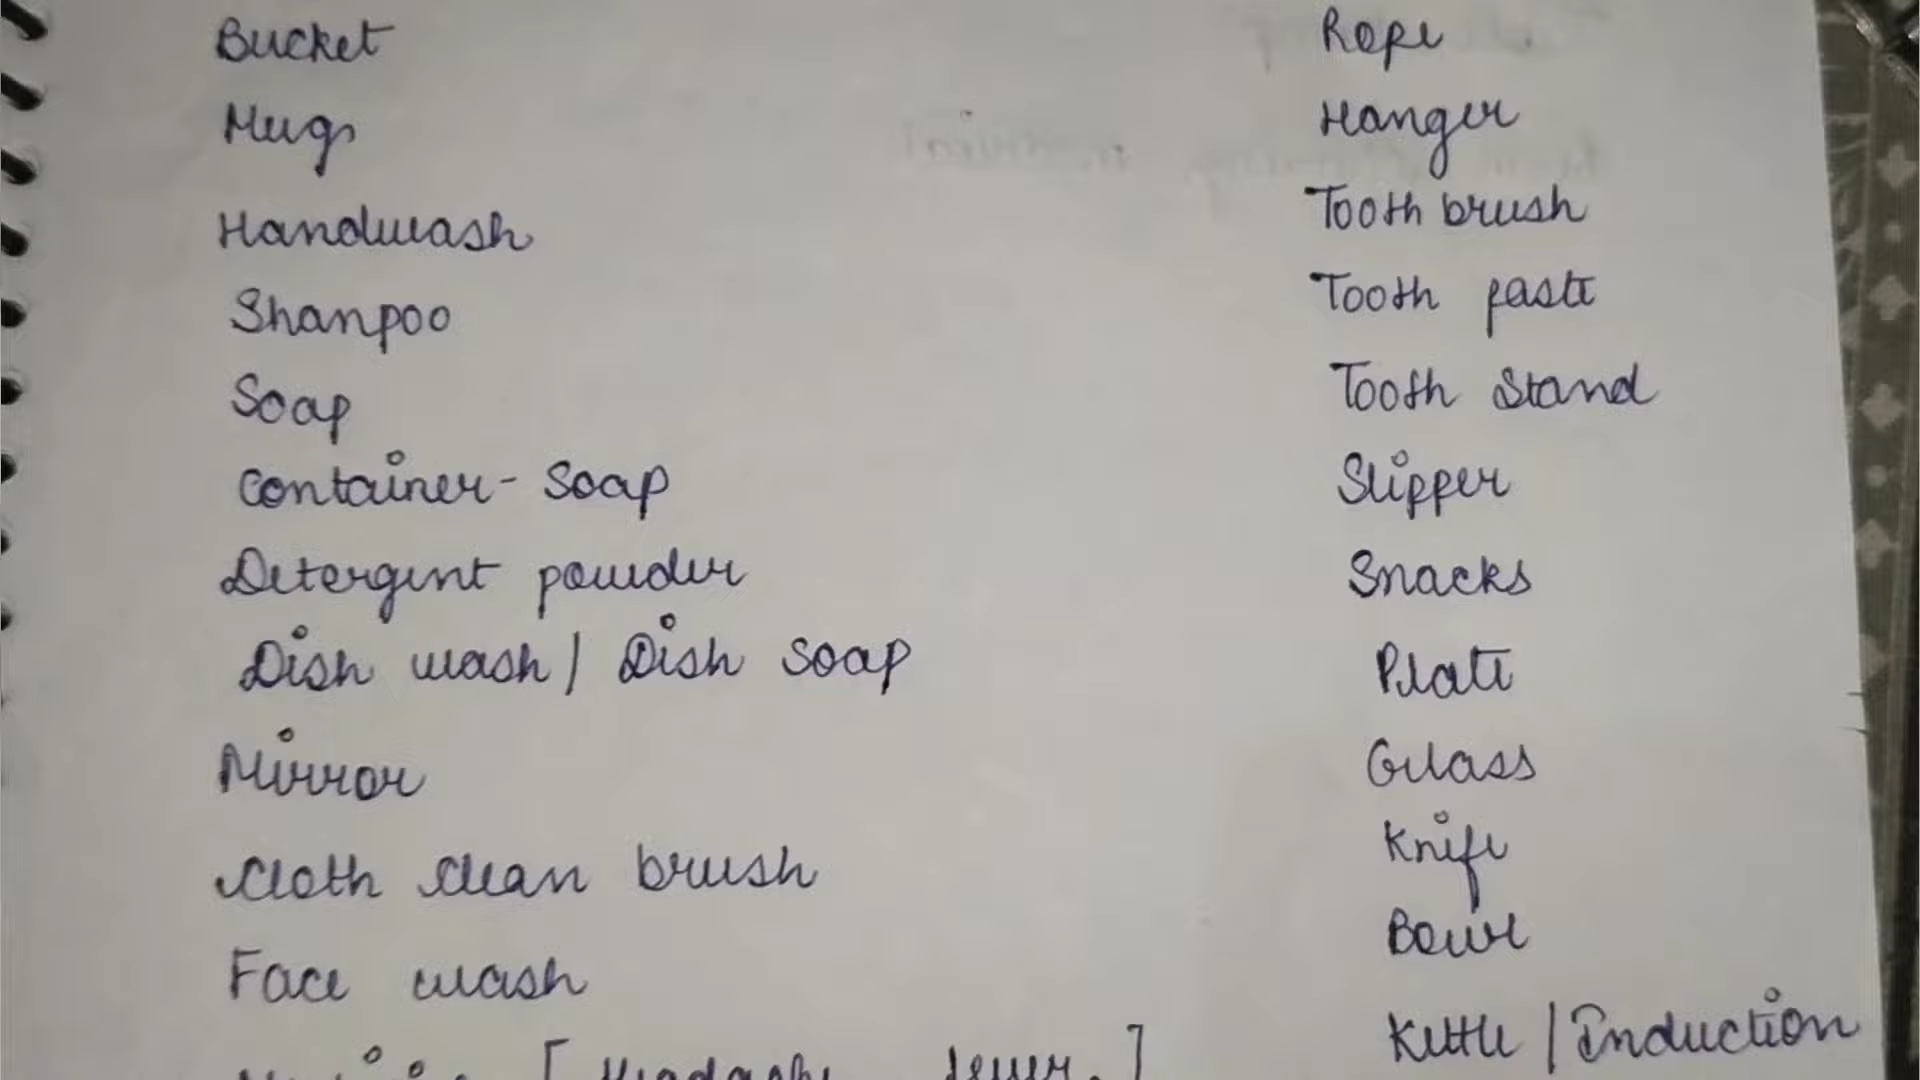 Bucket
Mugs
Handwash
Shanpoo
Soap
Container - Soap
Detergent powder
Dish wash / Dish soap
Mirror
Cloth clean brush
Face wash
Rope
Hanger
Tooth brush
Tooth paste
Tooth Stand
Slipper
Snacks
Plate
Glass
Knife
Bowl
Kettle / Induction